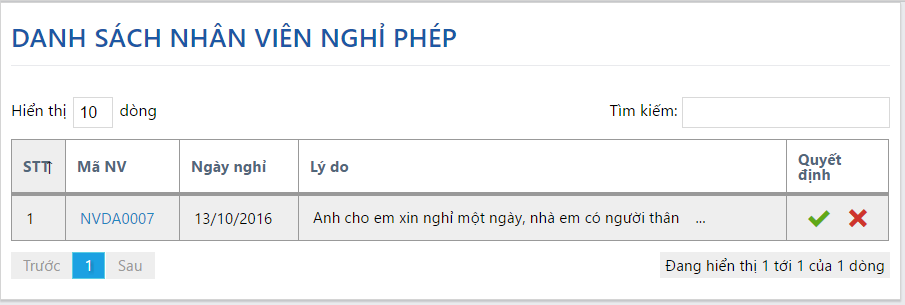 DANH SÁCH NHÂN VIÊN NGHỈ PHÉP
Hiển thị 10 dòng Tìm kiếm:
STT Mã NV Ngày nghỉ Lý do Quyết
định
1 NVDA0007 13/10/2016 Anh cho em xin nghỉ một ngày, nhà em có người thân ...
Trước 1 Sau Đang hiển thị 1 tới 1 của 1 dòng